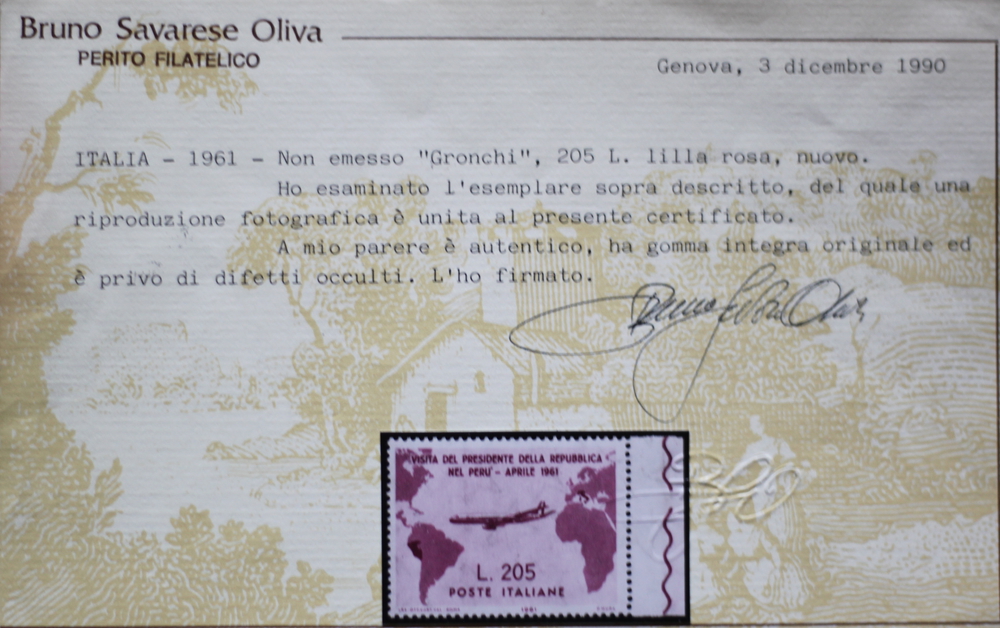 Bruno Savarese Oliva
PERITO FILATELICO
Genova, 3 dicembre 1990
ITALIA - 1961 - Non emesso "Gronchi", 205 L. lilla rosa, nuovo.
Ho esaminato l'esemplare sopra descritto, del quale una
riproduzione fotografica è unita al presente certificato.
A mio parere è autentico, ha gomma integra originale ed
è privo di difetti occulti. L'ho firmato.
VISITA DEL PRESIDENTE DELLA REPUBBLICA
NEL PERU' - APRILE 1961
L. 205
POSTE ITALIANE
1961